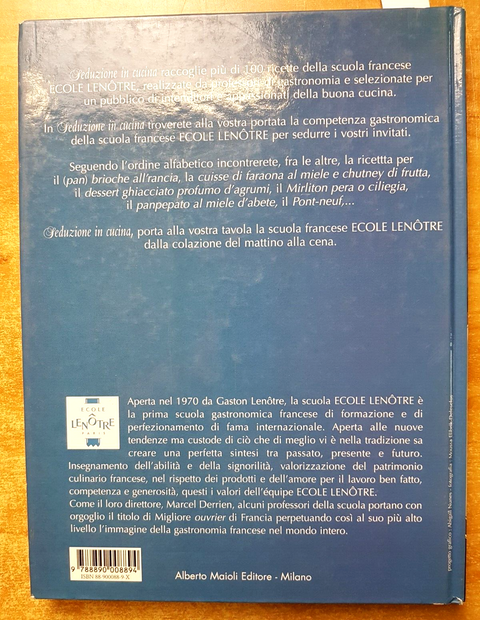 Seduzione in cucina raccoglie più di 100 ricette della scuola francese
ECOLE LENÔTRE, realizzate da professori di gastronomia e selezionate per
un pubblico di intenditori e appassionati della buona cucina.
In Seduzione in cucina troverete alla vostra portata la competenza gastronomica
della scuola francese ECOLE LENÔTRE per sedurre i vostri invitati.
Seguendo l'ordine alfabetico incontrerete, fra le altre, la ricettta per
il (pan) brioche all'rancia, la cuisse di faraona al miele e chutney di frutta,
il dessert ghiacciato profumo d'agrumi, il Mirliton pera o ciliegia,
il panpepato al miele d'abete, il Pont-neuf,...
Seduzione in cucina, porta alla vostra tavola la scuola francese ECOLE LENÔTRE
dalla colazione del mattino alla cena.
ECOLE
LENÔTRE
PARIS
Aperta nel 1970 da Gaston Lenôtre, la scuola ECOLE LENÔTRE è
la prima scuola gastronomica francese di formazione e di
perfezionamento di fama internazionale. Aperta alle nuove
tendenze ma custode di ciò che di meglio vi è nella tradizione sa
creare una perfetta sintesi tra passato, presente e futuro.
Insegnamento dell'abilità e della signorilità, valorizzazione del patrimonio
culinario francese, nel rispetto dei prodotti e dell'amore per il lavoro ben fatto,
competenza e generosità, questi i valori dell'équipe ECOLE LENÔTRE.
Come il loro direttore, Marcel Derrien, alcuni professori della scuola portano con
orgoglio il titolo di Migliore ouvrier di Francia perpetuando così al suo più alto
livello l'immagine della gastronomia francese nel mondo intero.
9 788890 008894
ISBN 88-900088-9-X
Alberto Maioli Editore - Milano
progetto grafico :
fotografia :